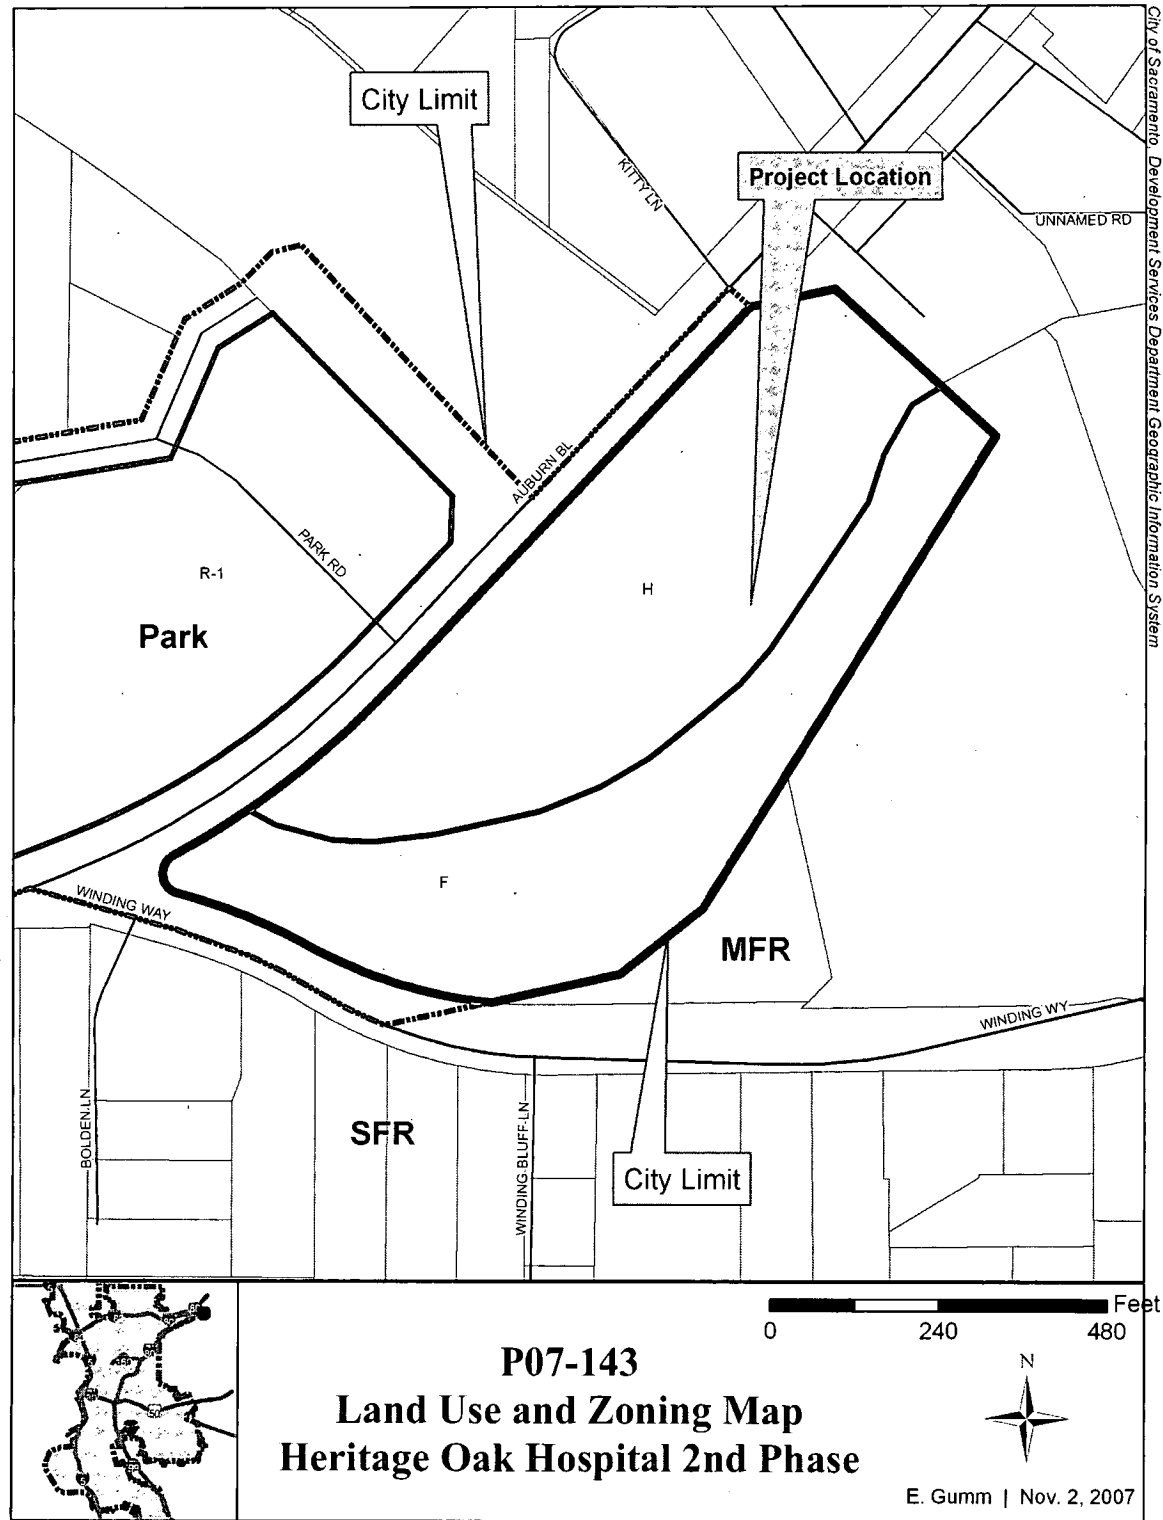 City of Sacramento, Development Services Department Geographic Information System
City Limit
KITTY LN
Project Location
UNNAMED RD
AUBURN BL
PARK RD
R-1
H
Park
WINDING WAY
F
MFR
WINDING WY
BOLDEN LN
SFR
WINDING BLUFF LN
City Limit
Feet
0 240 480
P07-143
Land Use and Zoning Map
Heritage Oak Hospital 2nd Phase
N
E. Gumm | Nov. 2, 2007